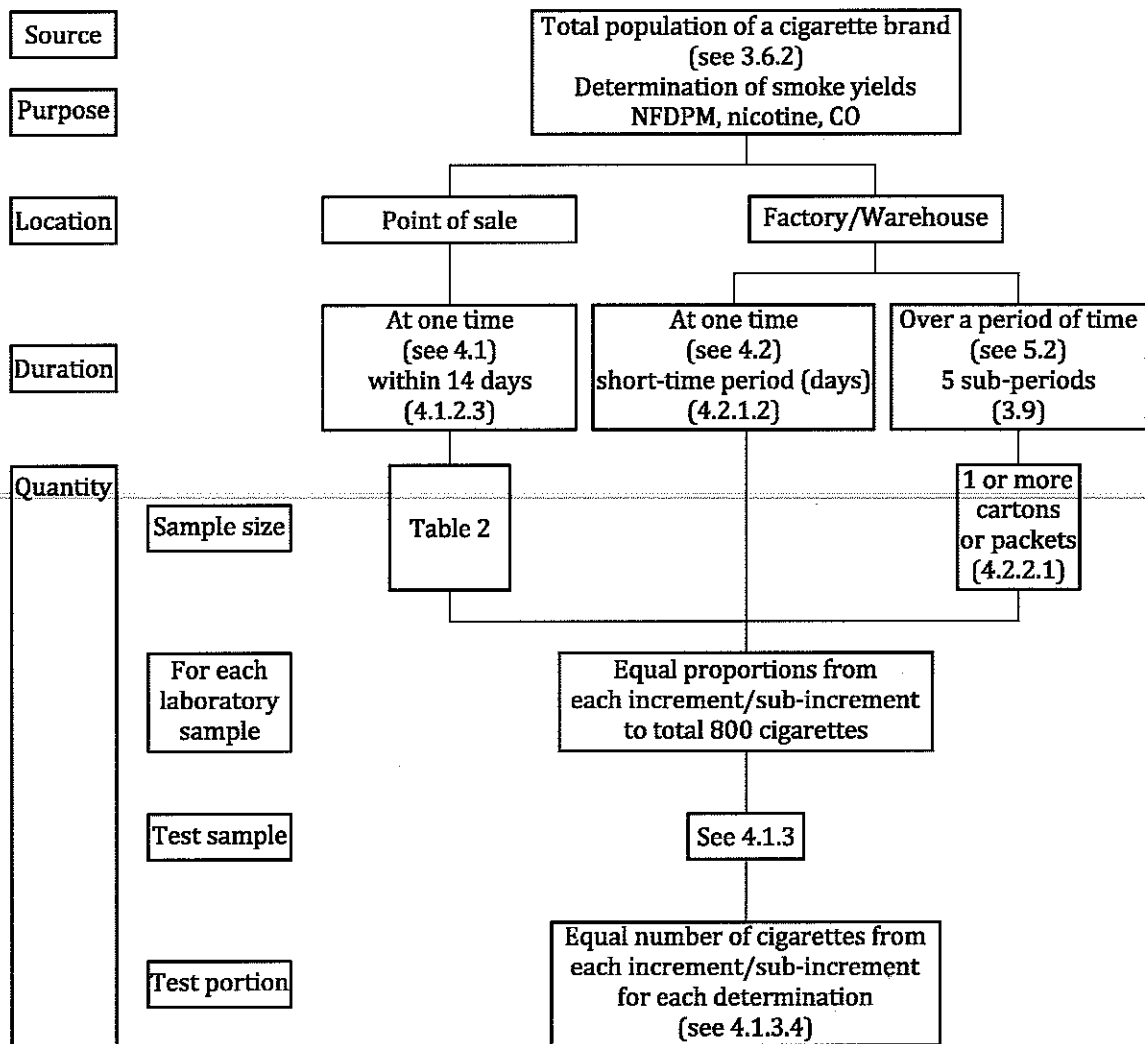 Source
Total population of a cigarette brand
(see 3.6.2)
Purpose
Determination of smoke yields
NFDPM, nicotine, CO
Location
Point of sale
Factory/Warehouse
Duration
At one time
(see 4.1)
within 14 days
(4.1.2.3)
At one time
(see 4.2)
short-time period (days)
(4.2.1.2)
Over a period of time
(see 5.2)
5 sub-periods
(3.9)
Quantity
Sample size
Table 2
1 or more
cartons
or packets
(4.2.2.1)
For each
laboratory
sample
Equal proportions from
each increment/sub-increment
to total 800 cigarettes
Test sample
See 4.1.3
Test portion
Equal number of cigarettes from
each increment/sub-increment
for each determination
(see 4.1.3.4)